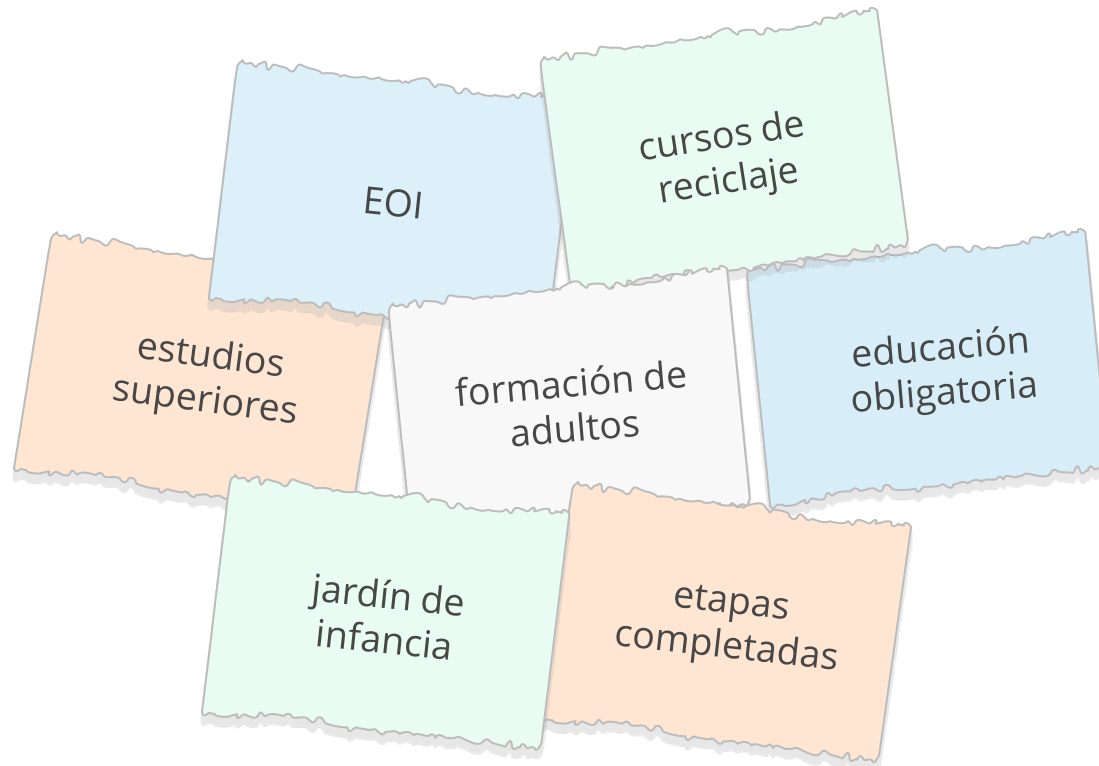 EOI
cursos de
reciclaje
estudios
superiores
formación de
adultos
educación
obligatoria
jardín de
infancia
etapas
completadas